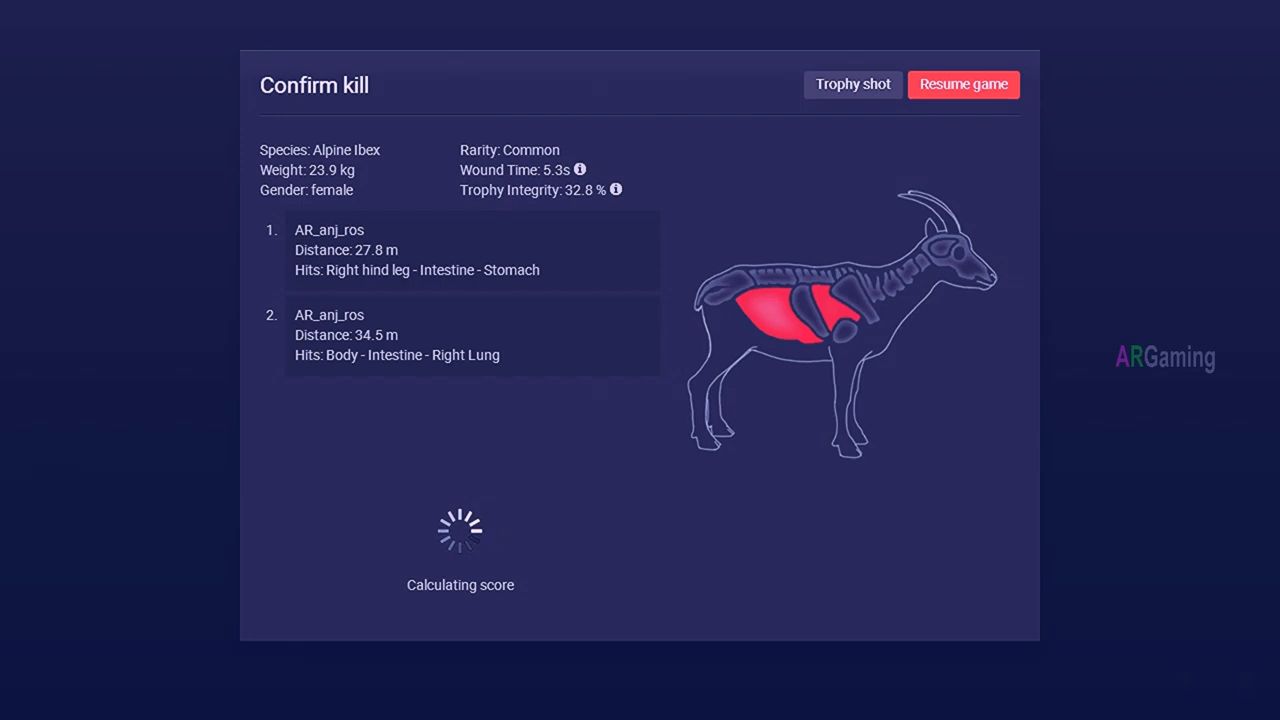 Confirm kill
Trophy shot
Resume game
Species: Alpine Ibex
Weight: 23.9 kg
Gender: female
Rarity: Common
Wound Time: 5.3s
Trophy Integrity: 32.8 %
1.
AR_anj_ros
Distance: 27.8 m
Hits: Right hind leg - Intestine - Stomach
2.
AR_anj_ros
Distance: 34.5 m
Hits: Body - Intestine - Right Lung
Calculating score
ARGaming